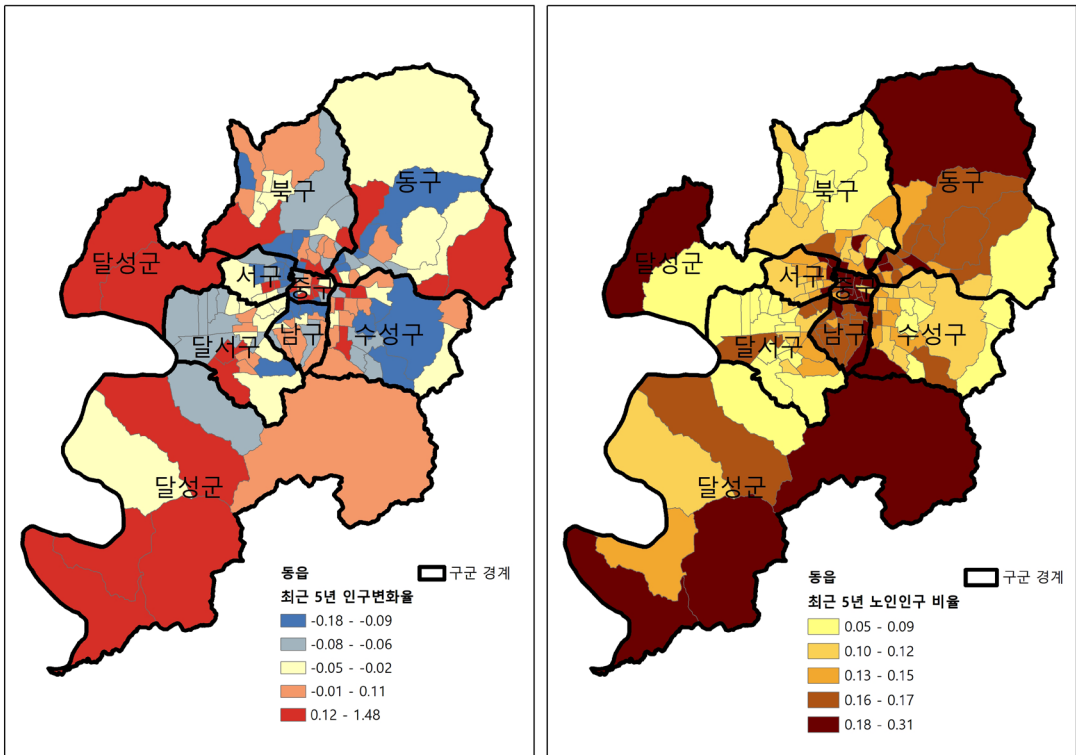 북구
동구
달성군
서구
중구
달서구
남구
수성구
달성군
동읍
구군 경계
최근 5년 인구변화율
-0.18 - -0.09
-0.08 - -0.06
-0.05 - -0.02
-0.01 - 0.11
0.12 - 1.48
북구
동구
달성군
서구
중구
달서구
남구
수성구
달성군
동읍
구군 경계
최근 5년 노인인구 비율
0.05 - 0.09
0.10 - 0.12
0.13 - 0.15
0.16 - 0.17
0.18 - 0.31